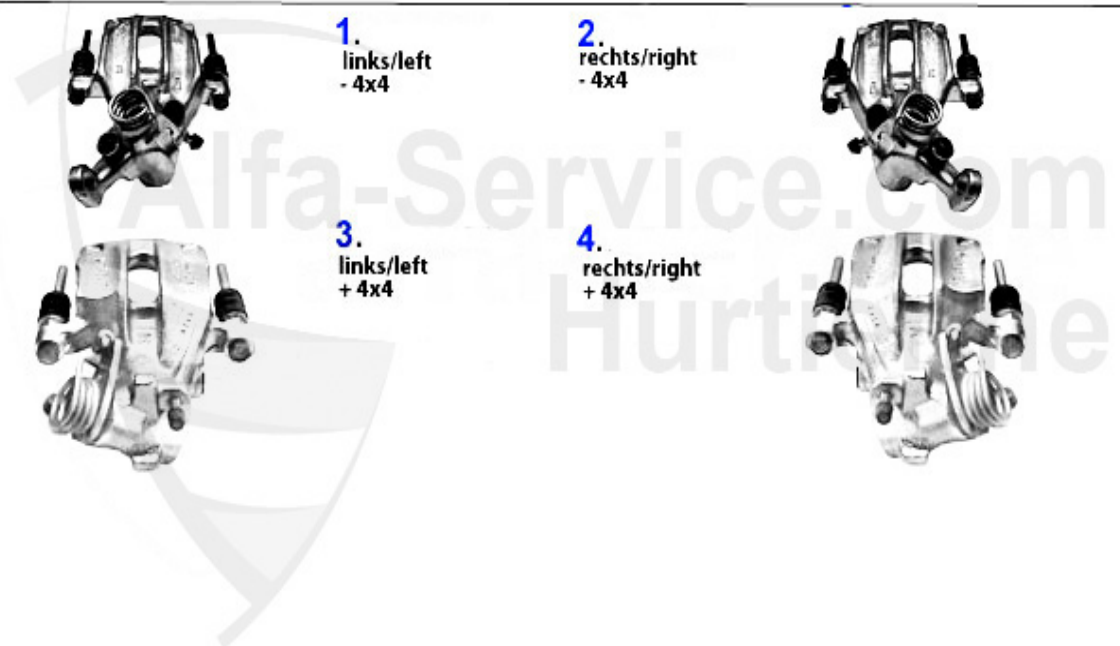 1.
links/left
- 4x4
2.
rechts/right
- 4x4
Alfa-Service.com
3.
links/left
+ 4x4
4.
rechts/right
+ 4x4